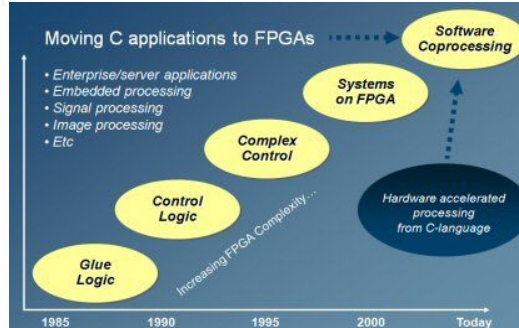 Moving C applications to FPGAs
Software
Coprocessing
• Enterprise/server applications
• Embedded processing
• Signal processing
• Image processing
• Etc
Systems
on FPGA
Complex
Control
Control
Logic
Glue
Logic
Increasing FPGA Complexity…
Hardware accelerated
processing
from C-language
1985
1990
1995
2000
Today